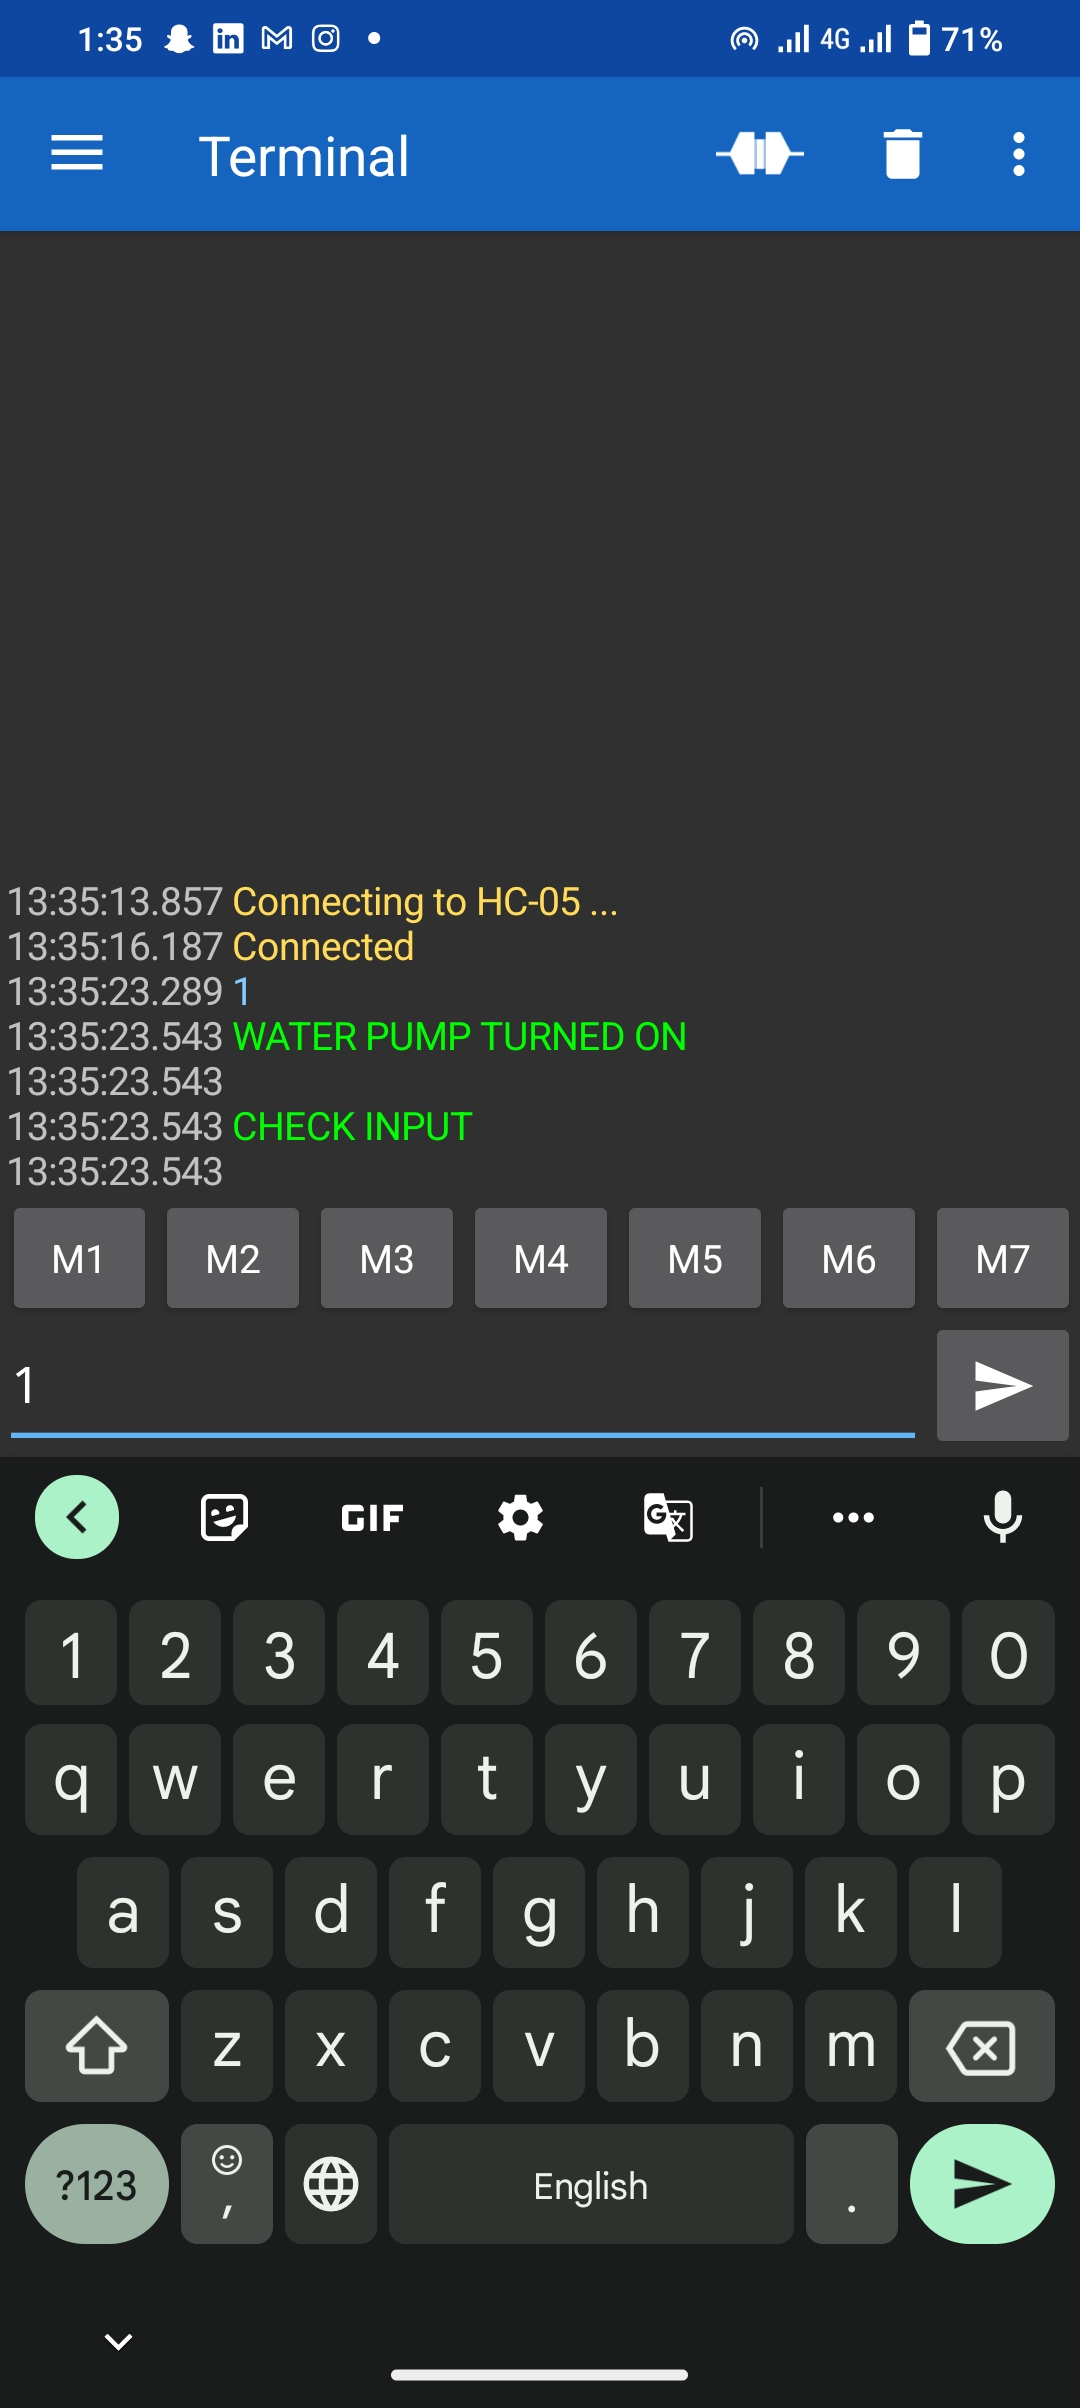 1:35 4G 71%
Terminal
13:35:13.857 Connecting to HC-05 ...
13:35:16.187 Connected
13:35:23.289 1
13:35:23.543 WATER PUMP TURNED ON
13:35:23.543
13:35:23.543 CHECK INPUT
13:35:23.543
M1 M2 M3 M4 M5 M6 M7
1
GIF
1 2 3 4 5 6 7 8 9 0
q w e r t y u i o p
a s d f g h j k l
z x c v b n m
?123 , English .